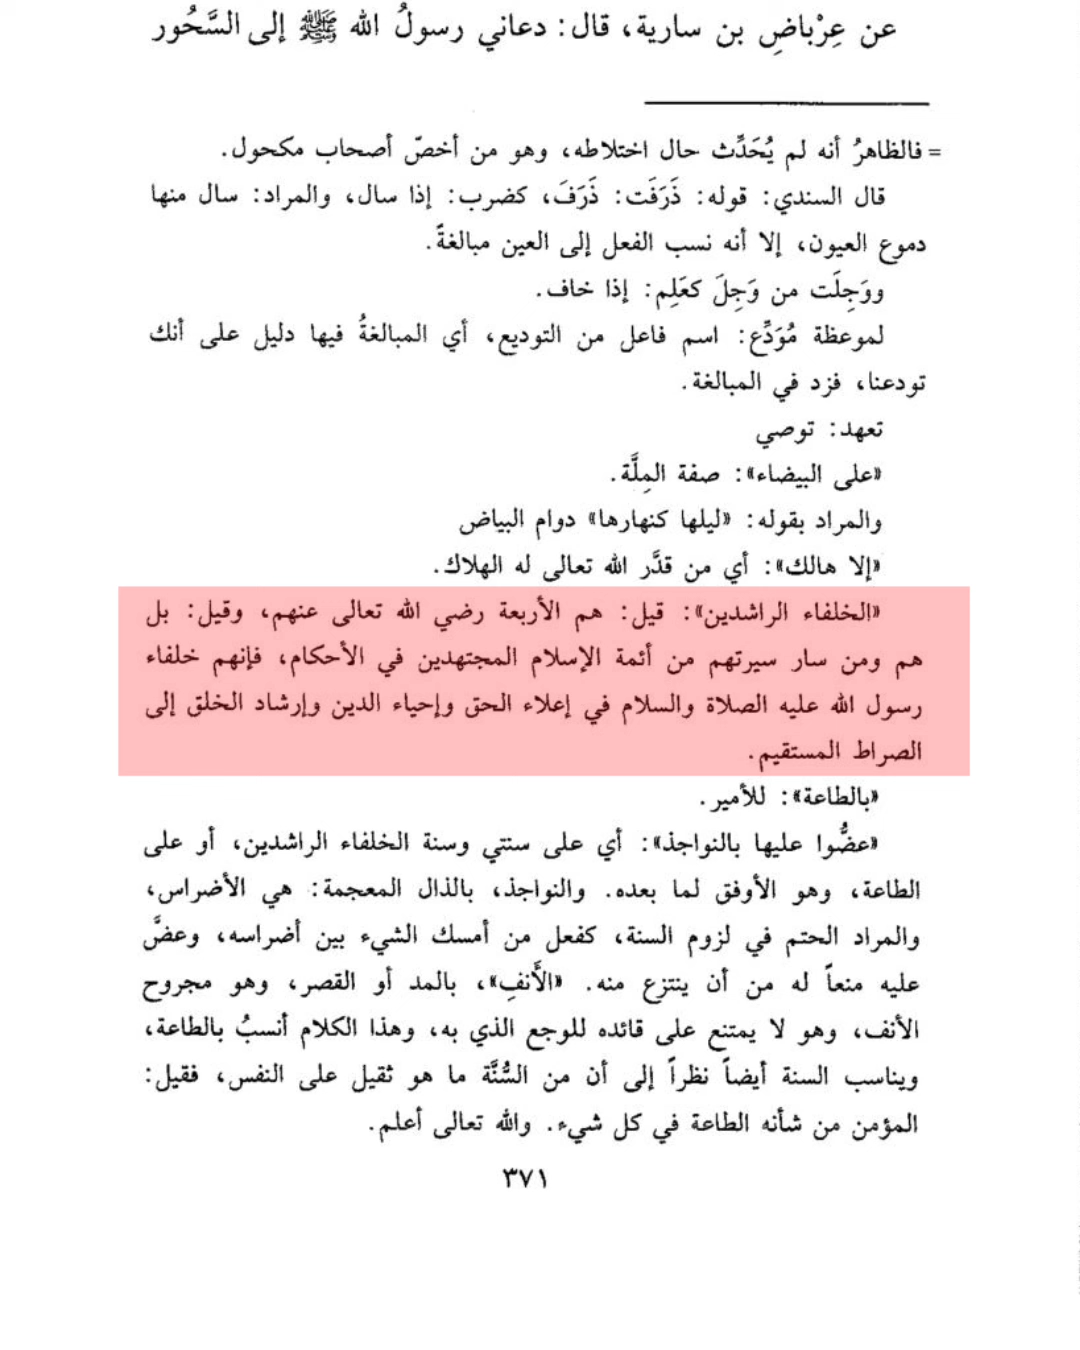 عن عِرْباضِ بن سارية، قال: دعاني رسولُ الله ﷺ إلى السَّحُور
= فالظاهرُ أنه لم يُحَدِّث حال اختلاطه، وهو من أخصّ أصحاب مكحول.
قال السندي: قوله: ذَرَفَت: ذَرَفَ، كضرب: إذا سال، والمراد: سال منها
دموع العيون، إلا أنه نسب الفعل إلى العين مبالغةً.
ووَجِلَت من وَجِلَ كعَلِم: إذا خاف.
لموعظة مُوَدِّع: اسم فاعل من التوديع، أي المبالغةُ فيها دليل على أنك
تودعنا، فزد في المبالغة.
تعهد: توصي
«على البيضاء»: صفة المِلَّة.
والمراد بقوله: «ليلها كنهارها» دوام البياض
«إلا هالك»: أي من قدَّر الله تعالى له الهلاك.
«الخلفاء الراشدين»: قيل: هم الأربعة رضي الله تعالى عنهم، وقيل: بل
هم ومن سار سيرتهم من أئمة الإسلام المجتهدين في الأحكام، فإنهم خلفاء
رسول الله عليه الصلاة والسلام في إعلاء الحق وإحياء الدين وإرشاد الخلق إلى
الصراط المستقيم.
«بالطاعة»: للأمير.
«عضُّوا عليها بالنواجذ»: أي على سنتي وسنة الخلفاء الراشدين، أو على
الطاعة، وهو الأوفق لما بعده. والنواجذ، بالذال المعجمة: هي الأضراس،
والمراد الحتم في لزوم السنة، كفعل من أمسك الشيء بين أضراسه، وعضَّ
عليه منعاً له من أن ينتزع منه. «الأَنفِ»، بالمد أو القصر، وهو مجروح
الأنف، وهو لا يمتنع على قائده للوجع الذي به، وهذا الكلام أنسبُ بالطاعة،
ويناسب السنة أيضاً نظراً إلى أن من السُّنَّة ما هو ثقيل على النفس، فقيل:
المؤمن من شأنه الطاعة في كل شيء. والله تعالى أعلم.
٣٧١